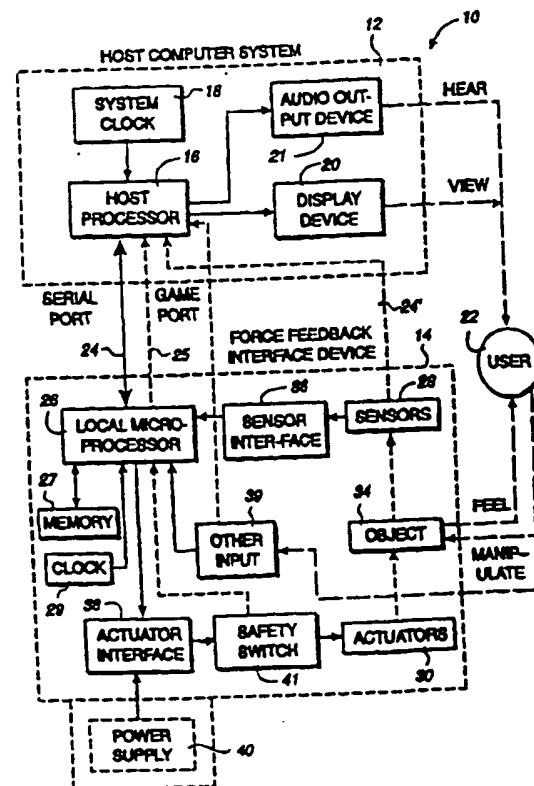 10
HOST COMPUTER SYSTEM
12
SYSTEM
CLOCK
18
AUDIO OUT-
PUT DEVICE
21
HEAR
HOST
PROCESSOR
16
20
DISPLAY
DEVICE
VIEW
SERIAL
PORT
GAME
PORT
24
25
24'
FORCE FEEDBACK
INTERFACE DEVICE
14
22
USER
26
LOCAL MICRO-
PROCESSOR
36
SENSOR
INTER-FACE
28
SENSORS
27
MEMORY
39
OTHER
INPUT
34
OBJECT
FEEL
MANIP-
ULATE
CLOCK
29
38
ACTUATOR
INTERFACE
SAFETY
SWITCH
41
ACTUATORS
30
POWER
SUPPLY
40